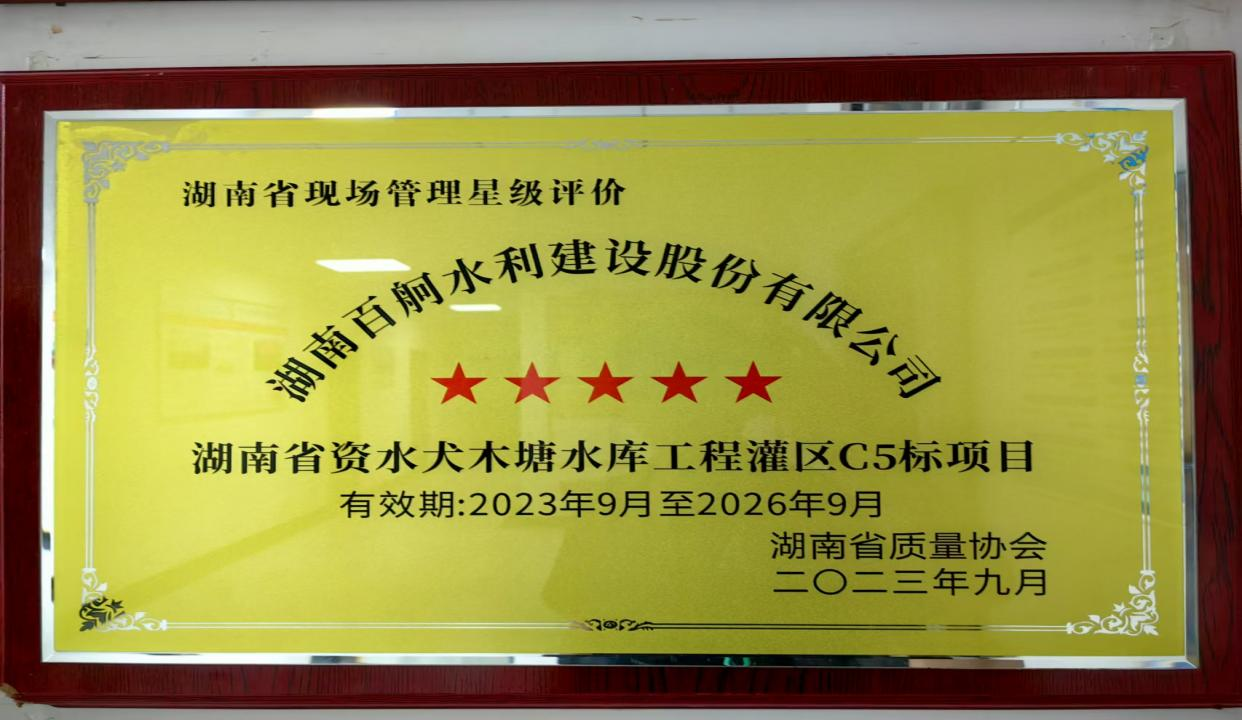 湖南省现场管理星级评价
湖南百舸水利建设股份有限公司
湖南省资水犬木塘水库工程灌区C5标项目
有效期:2023年9月至2026年9月
湖南省质量协会
二〇二三年九月